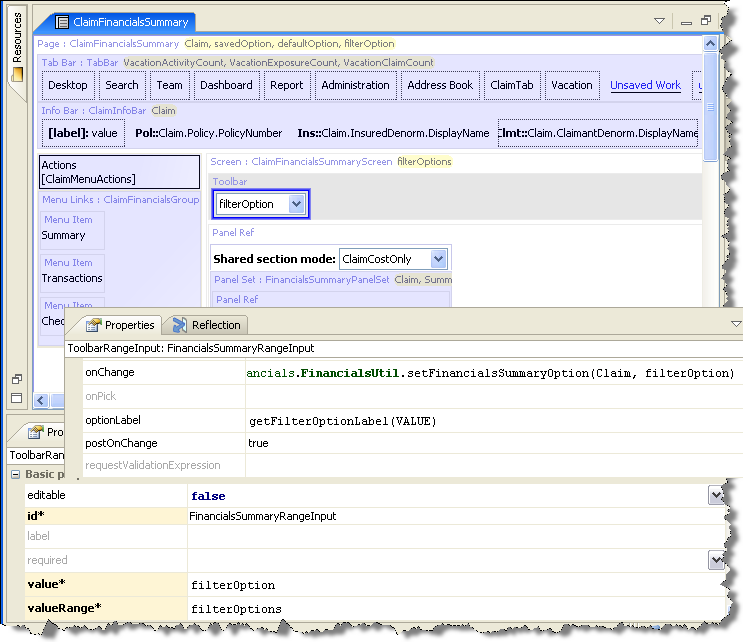 Resources
ClaimFinancialsSummary
Page : ClaimFinancialsSummary Claim, savedOption, defaultOption, filterOption
Tab Bar : TabBar VacationActivityCount, VacationExposureCount, VacationClaimCount
Desktop Search Team Dashboard Report Administration Address Book ClaimTab Vacation Unsaved Work
Info Bar : ClaimInfoBar Claim
[label]: value Pol::Claim.Policy.PolicyNumber Ins::Claim.InsuredDenorm.DisplayName Clmt::Claim.ClaimantDenorm.DisplayName
Actions
[ClaimMenuActions]
Screen : ClaimFinancialsSummaryScreen filterOptions
Toolbar
Menu Links : ClaimFinancialsGroup
filterOption
Menu Item
Summary
Panel Ref
Menu Item
Transactions
Shared section mode: ClaimCostOnly
Panel Set : FinancialsSummaryPanelSet Claim, Summ
Panel Ref
Menu Item
Chec
Properties Reflection
ToolbarRangeInput: FinancialsSummaryRangeInput
onChange ancials.FinancialsUtil.setFinancialsSummaryOption(Claim, filterOption)
onPick
optionLabel getFilterOptionLabel(VALUE)
postOnChange true
requestValidationExpression
Pro
ToolbarRan
Basic p
editable false
id* FinancialsSummaryRangeInput
label
required
value* filterOption
valueRange* filterOptions